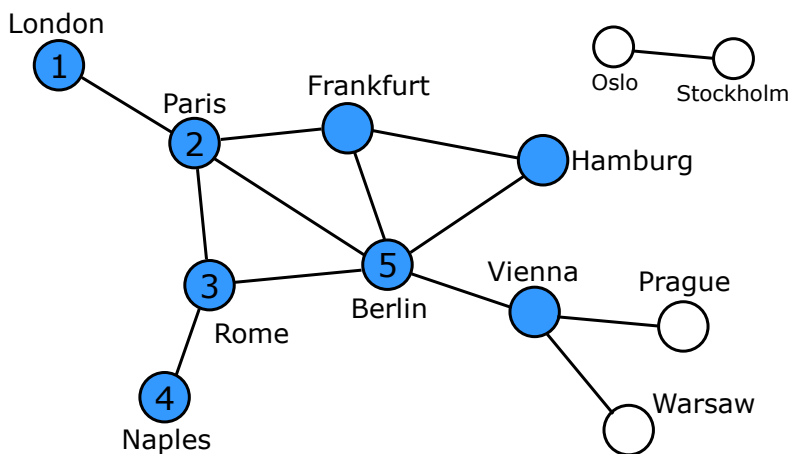 London
1
Paris
2
Frankfurt
Oslo
Stockholm
Hamburg
3
Rome
5
Berlin
Vienna
Prague
4
Naples
Warsaw